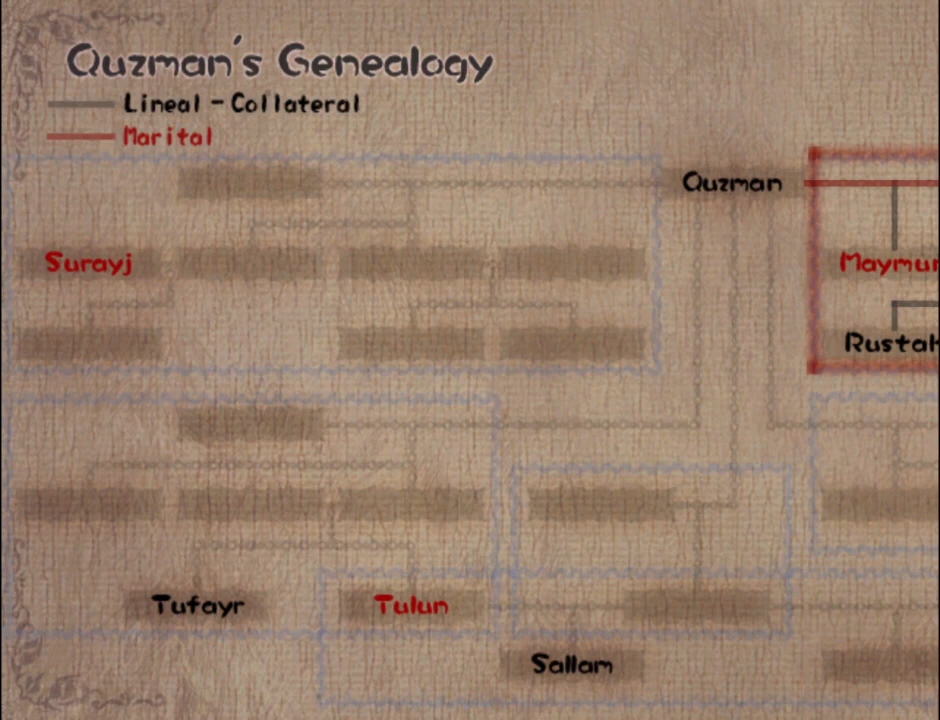 Quzman's Genealogy
Lineal - Collateral
Marital
Quzman
Surayj
Tufayr
Tulun
Sallam